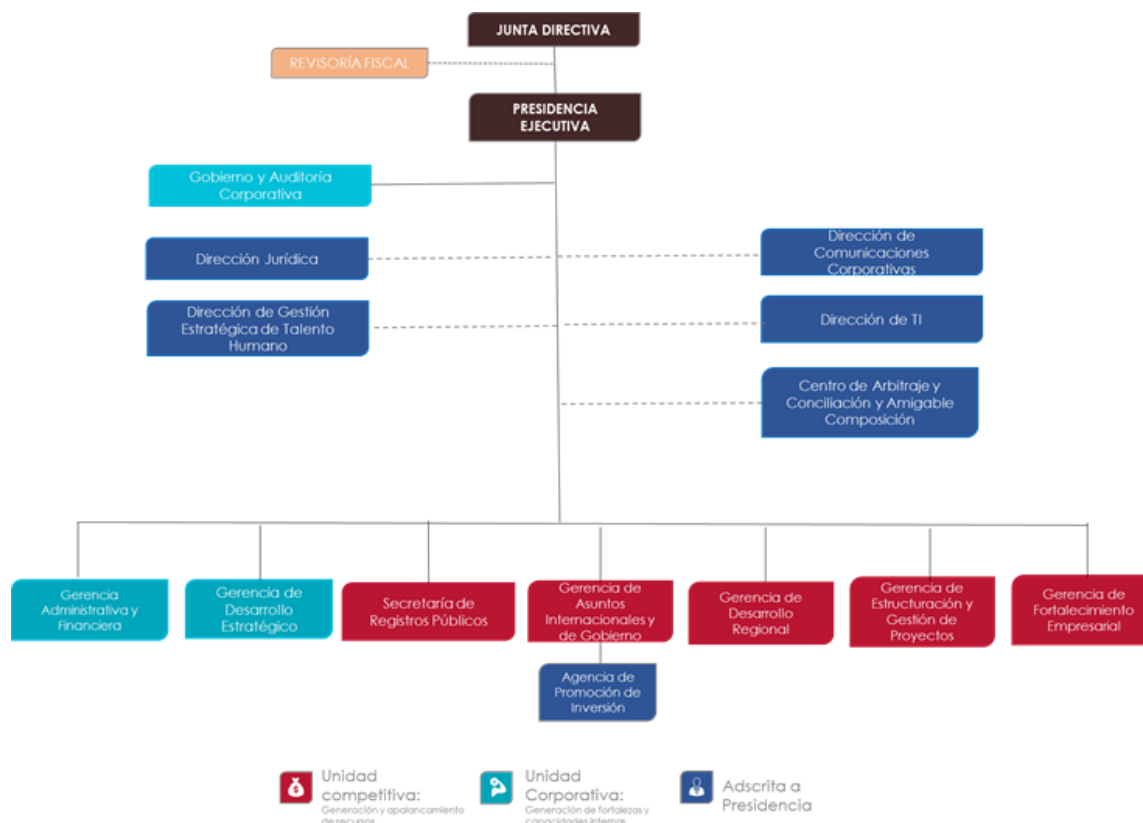 JUNTA DIRECTIVA
REVISORÍA FISCAL
PRESIDENCIA
EJECUTIVA
Gobierno y Auditoría
Corporativa
Dirección Jurídica
Dirección de
Comunicaciones
Corporativas
Dirección de Gestión
Estratégica de Talento
Humano
Dirección de TI
Centro de Arbitraje y
Conciliación y Amigable
Composición
Gerencia
Administrativa y
Financiera
Gerencia de
Desarrollo
Estratégico
Secretaría de
Registros Públicos
Gerencia de
Asuntos
Internacionales y
de Gobierno
Gerencia de
Desarrollo
Regional
Gerencia de
Estructuración y
Gestión de
Proyectos
Gerencia de
Fortalecimiento
Empresarial
Agencia de
Promoción de
Inversión
Unidad
competitiva:
Generación y apalancamiento
de recursos
Unidad
Corporativa:
Generación de fortalezas y
capacidades internas
Adscrita a
Presidencia